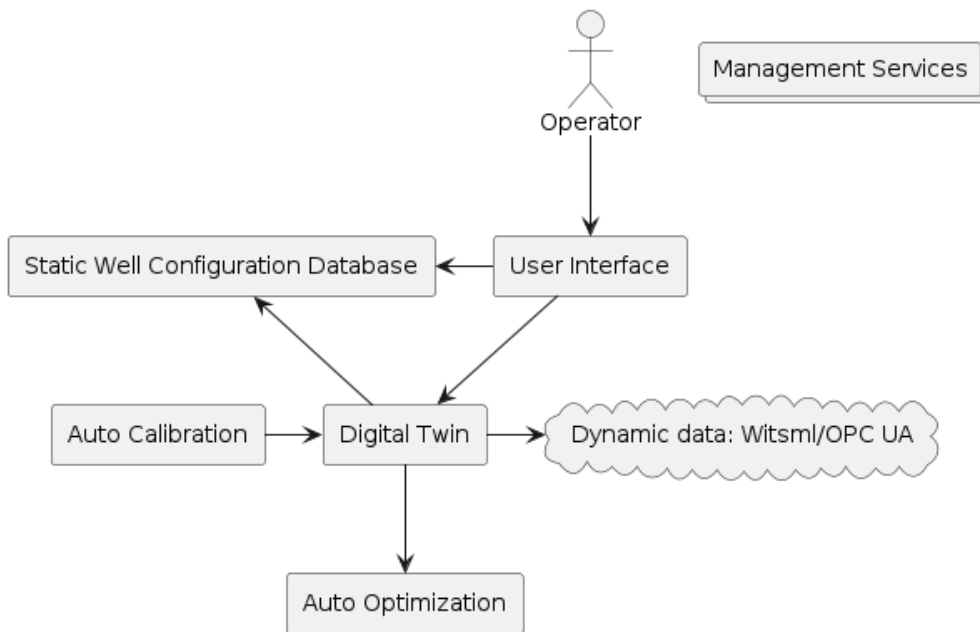 Management Services
Operator
Static Well Configuration Database
User Interface
Auto Calibration
Digital Twin
Dynamic data: Witsml/OPC UA
Auto Optimization